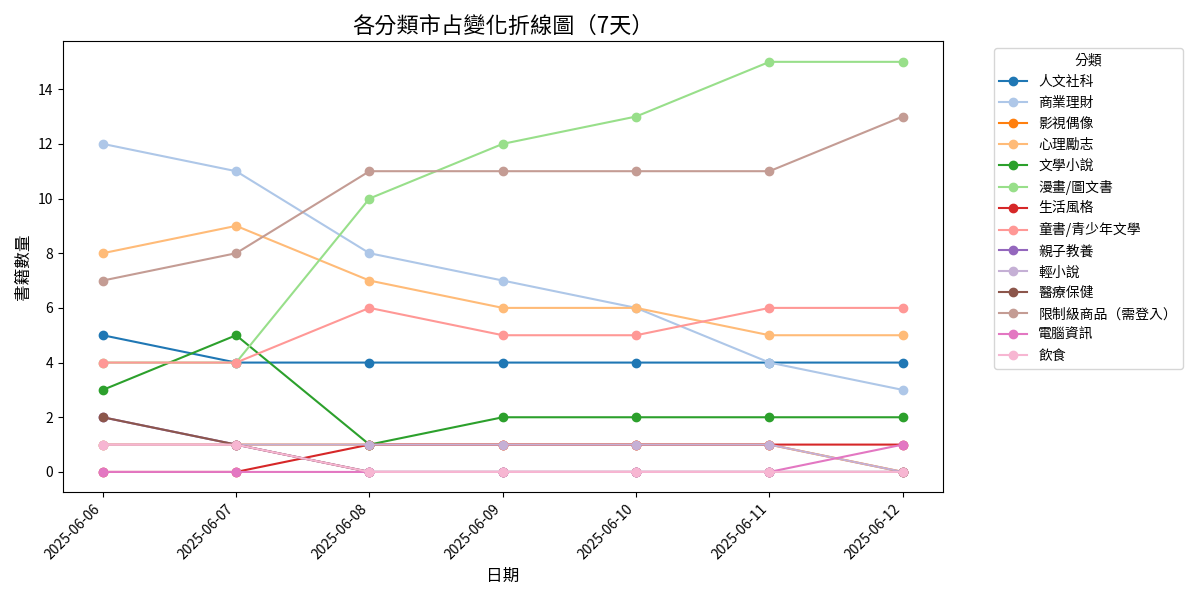 各分類市占變化折線圖（7天）
書籍數量
14
12
10
8
6
4
2
0
2025-06-06
2025-06-07
2025-06-08
2025-06-09
2025-06-10
2025-06-11
2025-06-12
日期
分類
人文社科
商業理財
影視偶像
心理勵志
文學小說
漫畫/圖文書
生活風格
童書/青少年文學
親子教養
輕小說
醫療保健
限制級商品（需登入）
電腦資訊
飲食